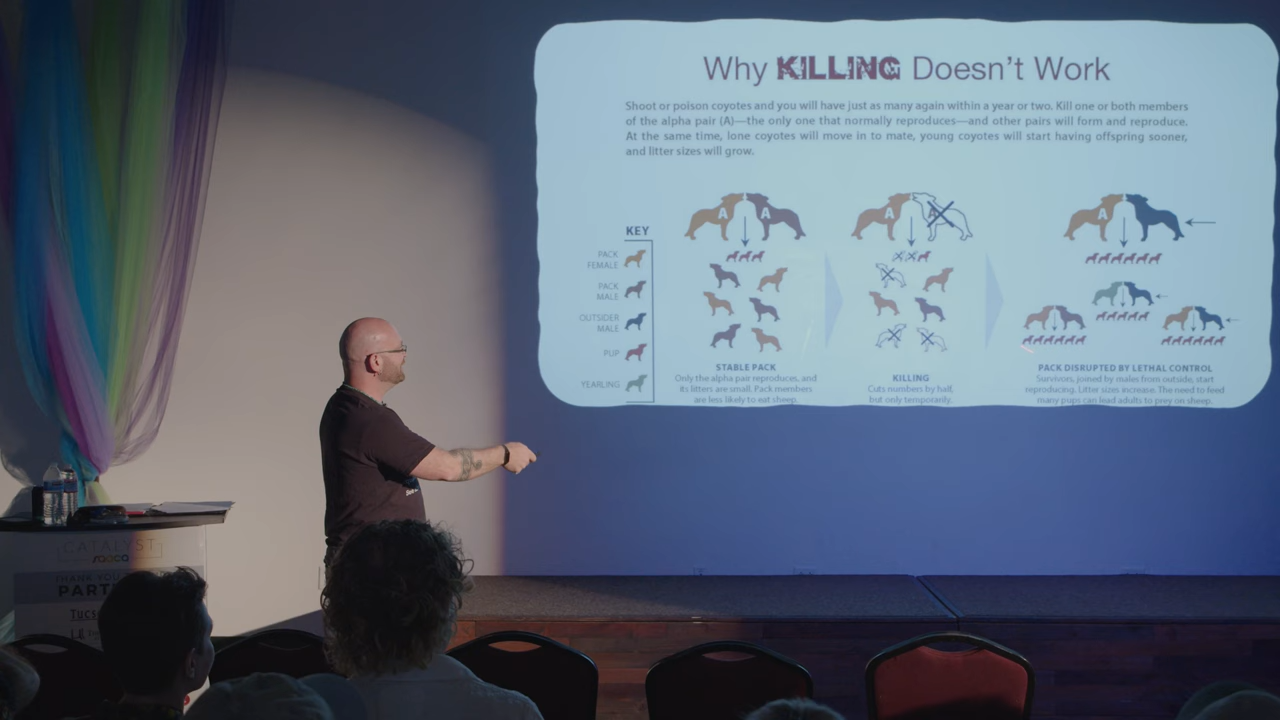 Why KILLING Doesn't Work
Shoot or poison coyotes and you will have just as many again within a year or two. Kill one or both members
of the alpha pair (A)—the only one that normally reproduces—and other pairs will form and reproduce.
At the same time, lone coyotes will move in to mate, young coyotes will start having offspring sooner,
and litter sizes will grow.
KEY
PACK
FEMALE
PACK
MALE
OUTSIDER
MALE
PUP
YEARLING
A A
A A
A
STABLE PACK
Only the alpha pair reproduces, and
its litters are small. Pack members
are less likely to eat sheep.
KILLING
Cuts numbers by half,
but only temporarily.
PACK DISRUPTED BY LETHAL CONTROL
Survivors, joined by males from outside, start
reproducing. Litter sizes increase. The need to feed
many pups can lead adults to prey on sheep.
CATALYST
saaca
THANK YOU
PART